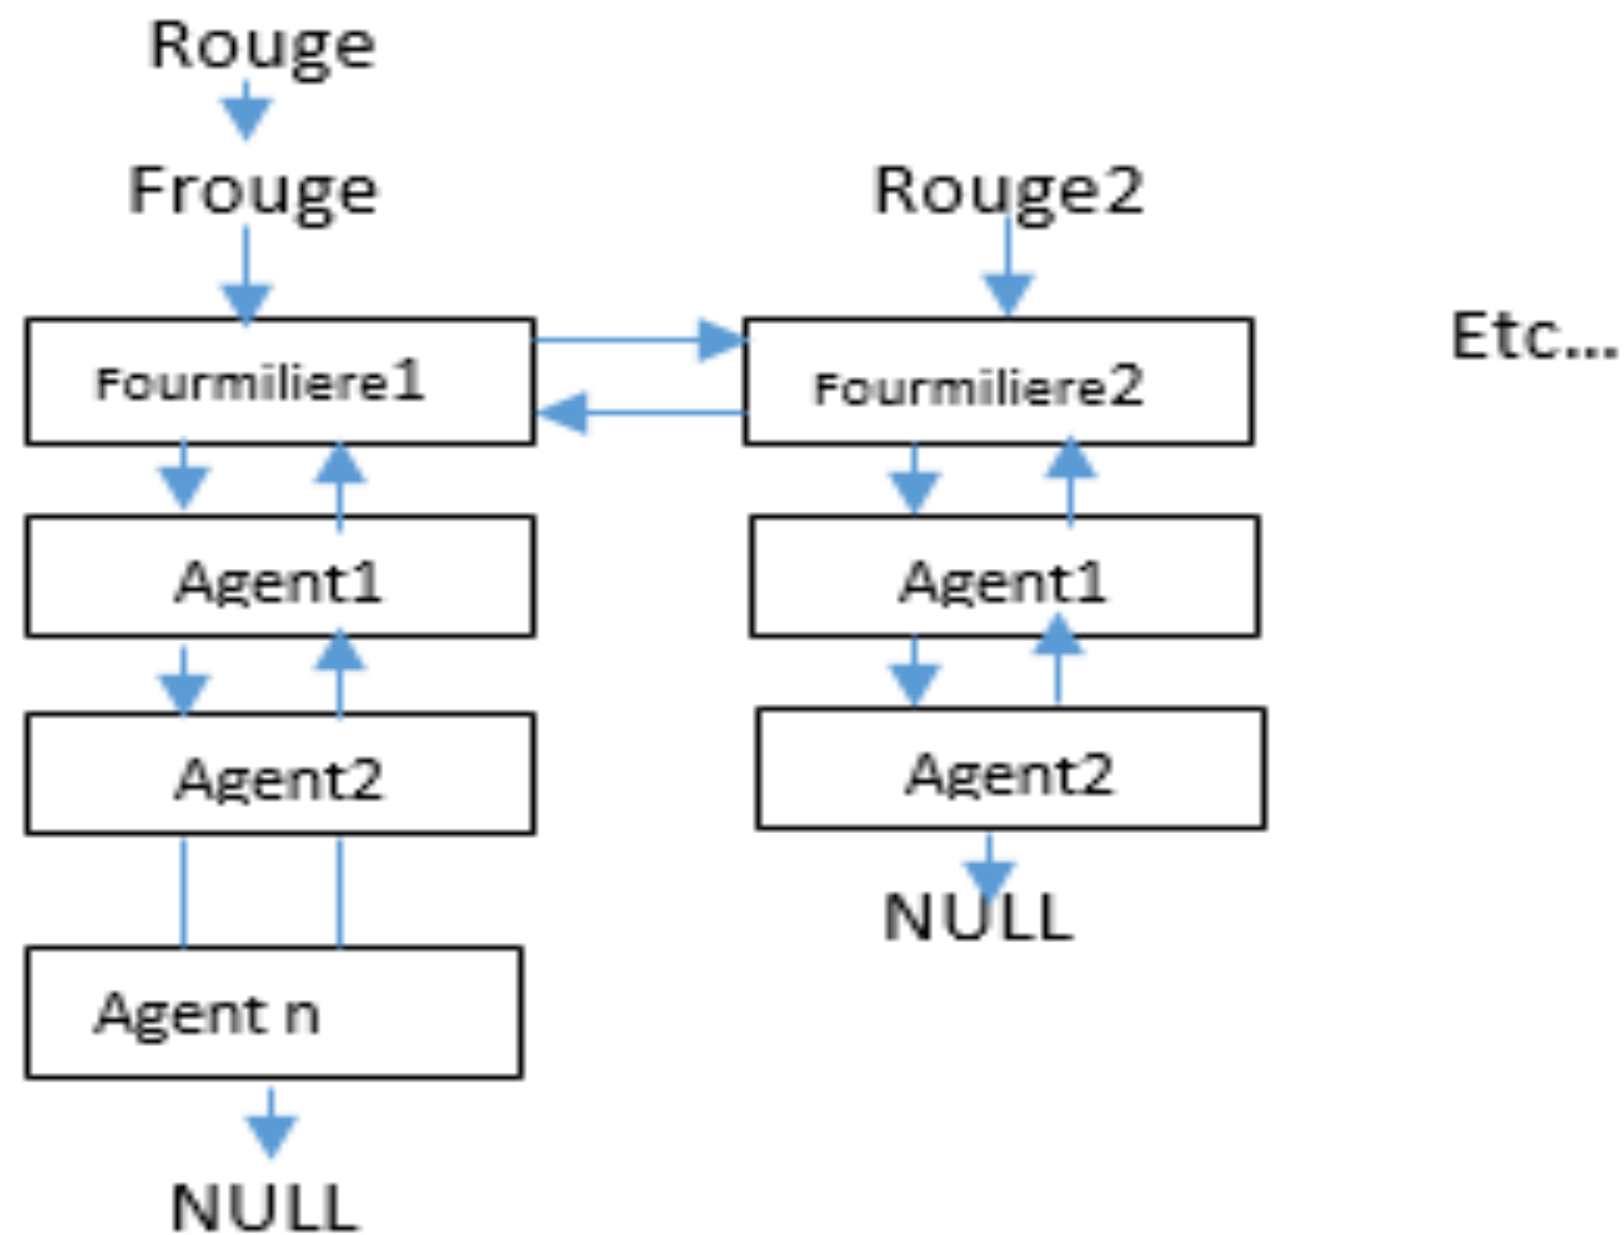 Rouge
Frouge
Rouge2
Fourmiliere1
Fourmiliere2
Etc...
Agent1
Agent1
Agent2
Agent2
NULL
Agent n
NULL